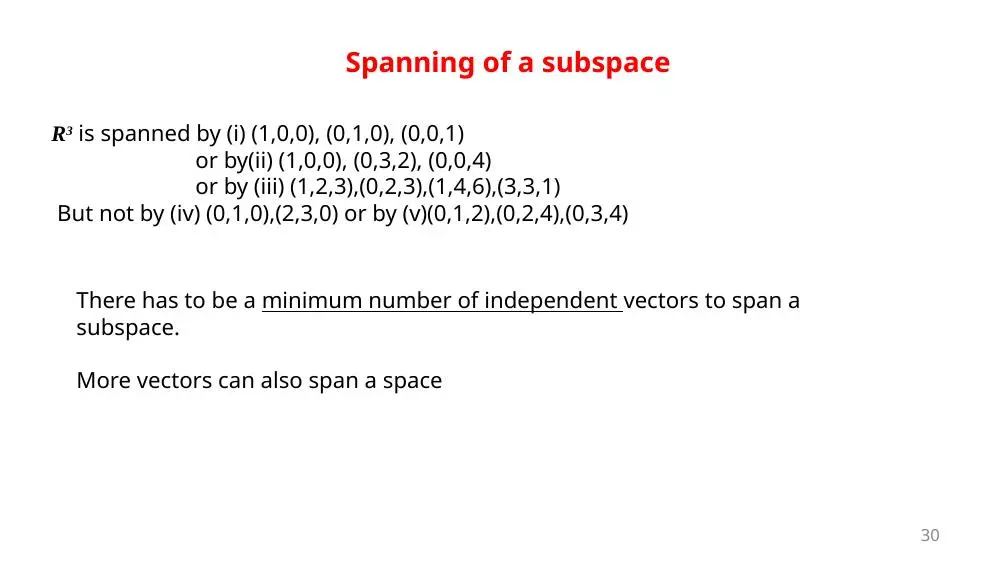 Spanning of a subspace
R³ is spanned by (i) (1,0,0), (0,1,0), (0,0,1)
or by(ii) (1,0,0), (0,3,2), (0,0,4)
or by (iii) (1,2,3),(0,2,3),(1,4,6),(3,3,1)
But not by (iv) (0,1,0),(2,3,0) or by (v)(0,1,2),(0,2,4),(0,3,4)
There has to be a minimum number of independent vectors to span a
subspace.
More vectors can also span a space
30